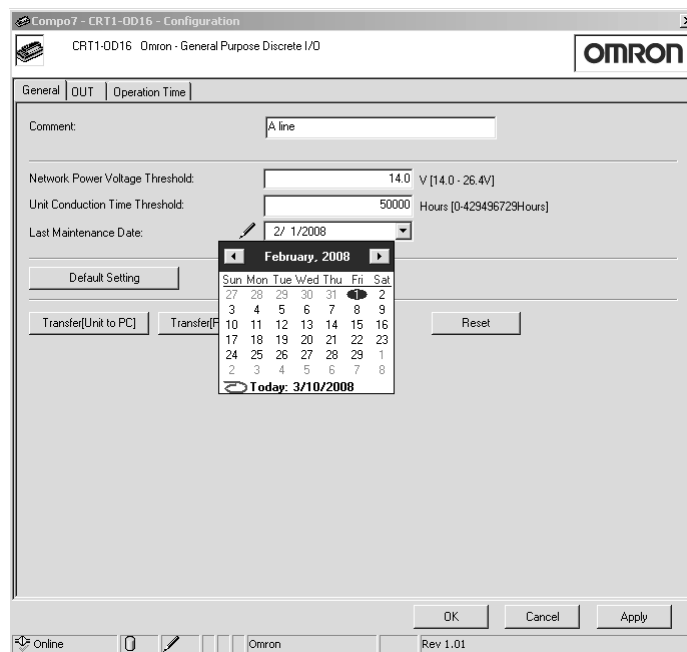 Compo7 - CRT1-OD16 - Configuration
CRT1-OD16 Omron - General Purpose Discrete I/O
OMRON
General OUT Operation Time
Comment: A line
Network Power Voltage Threshold: 14.0 V [14.0 - 26.4V]
Unit Conduction Time Threshold: 50000 Hours [0-429496729Hours]
Last Maintenance Date: 2/ 1/2008
February, 2008
Sun Mon Tue Wed Thu Fri Sat
27 28 29 30 31 1 2
3 4 5 6 7 8 9
10 11 12 13 14 15 16
17 18 19 20 21 22 23
24 25 26 27 28 29 1
2 3 4 5 6 7 8
Today: 3/10/2008
Default Setting
Transfer[Unit to PC] Transfer[ Reset
OK Cancel Apply
Online Omron Rev 1.01